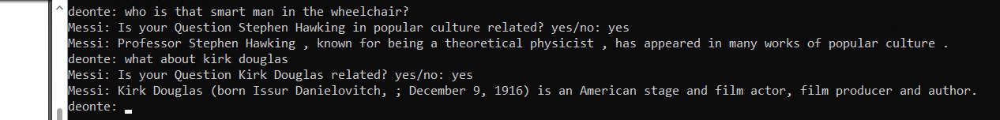 deonte: who is that smart man in the wheelchair?
Messi: Is your Question Stephen Hawking in popular culture related? yes/no: yes
Messi: Professor Stephen Hawking , known for being a theoretical physicist , has appeared in many works of popular culture .
deonte: what about kirk douglas
Messi: Is your Question Kirk Douglas related? yes/no: yes
Messi: Kirk Douglas (born Issur Danielovitch, ; December 9, 1916) is an American stage and film actor, film producer and author.
deonte: